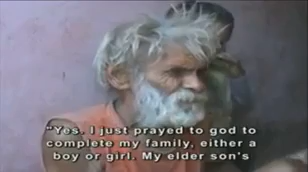 "Yes. I just prayed to god to
complete my family, either a
boy or girl. My elder son's